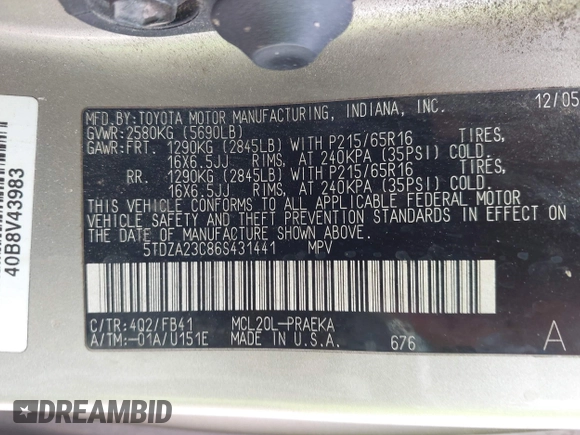 MFD. BY: TOYOTA MOTOR MANUFACTURING, INDIANA, INC. 12/05
GVWR: 2580KG (5690LB)
GAWR: FRT. 1290KG (2845LB) WITH P215/65R16 TIRES,
16X6.5JJ RIMS, AT 240KPA (35PSI) COLD.
RR. 1290KG (2845LB) WITH P215/65R16 TIRES,
16X6.5JJ RIMS, AT 240KPA (35PSI) COLD.
THIS VEHICLE CONFORMS TO ALL APPLICABLE FEDERAL MOTOR
VEHICLE SAFETY AND THEFT PREVENTION STANDARDS IN EFFECT ON
THE DATE OF MANUFACTURE SHOWN ABOVE.
5TDZA23C86S431441 MPV
C/TR: 4Q2/FB41 MCL20L-PRAEKA
A/TM: -01A/U151E MADE IN U.S.A. 676 A
40B8V43983
DREAMBID